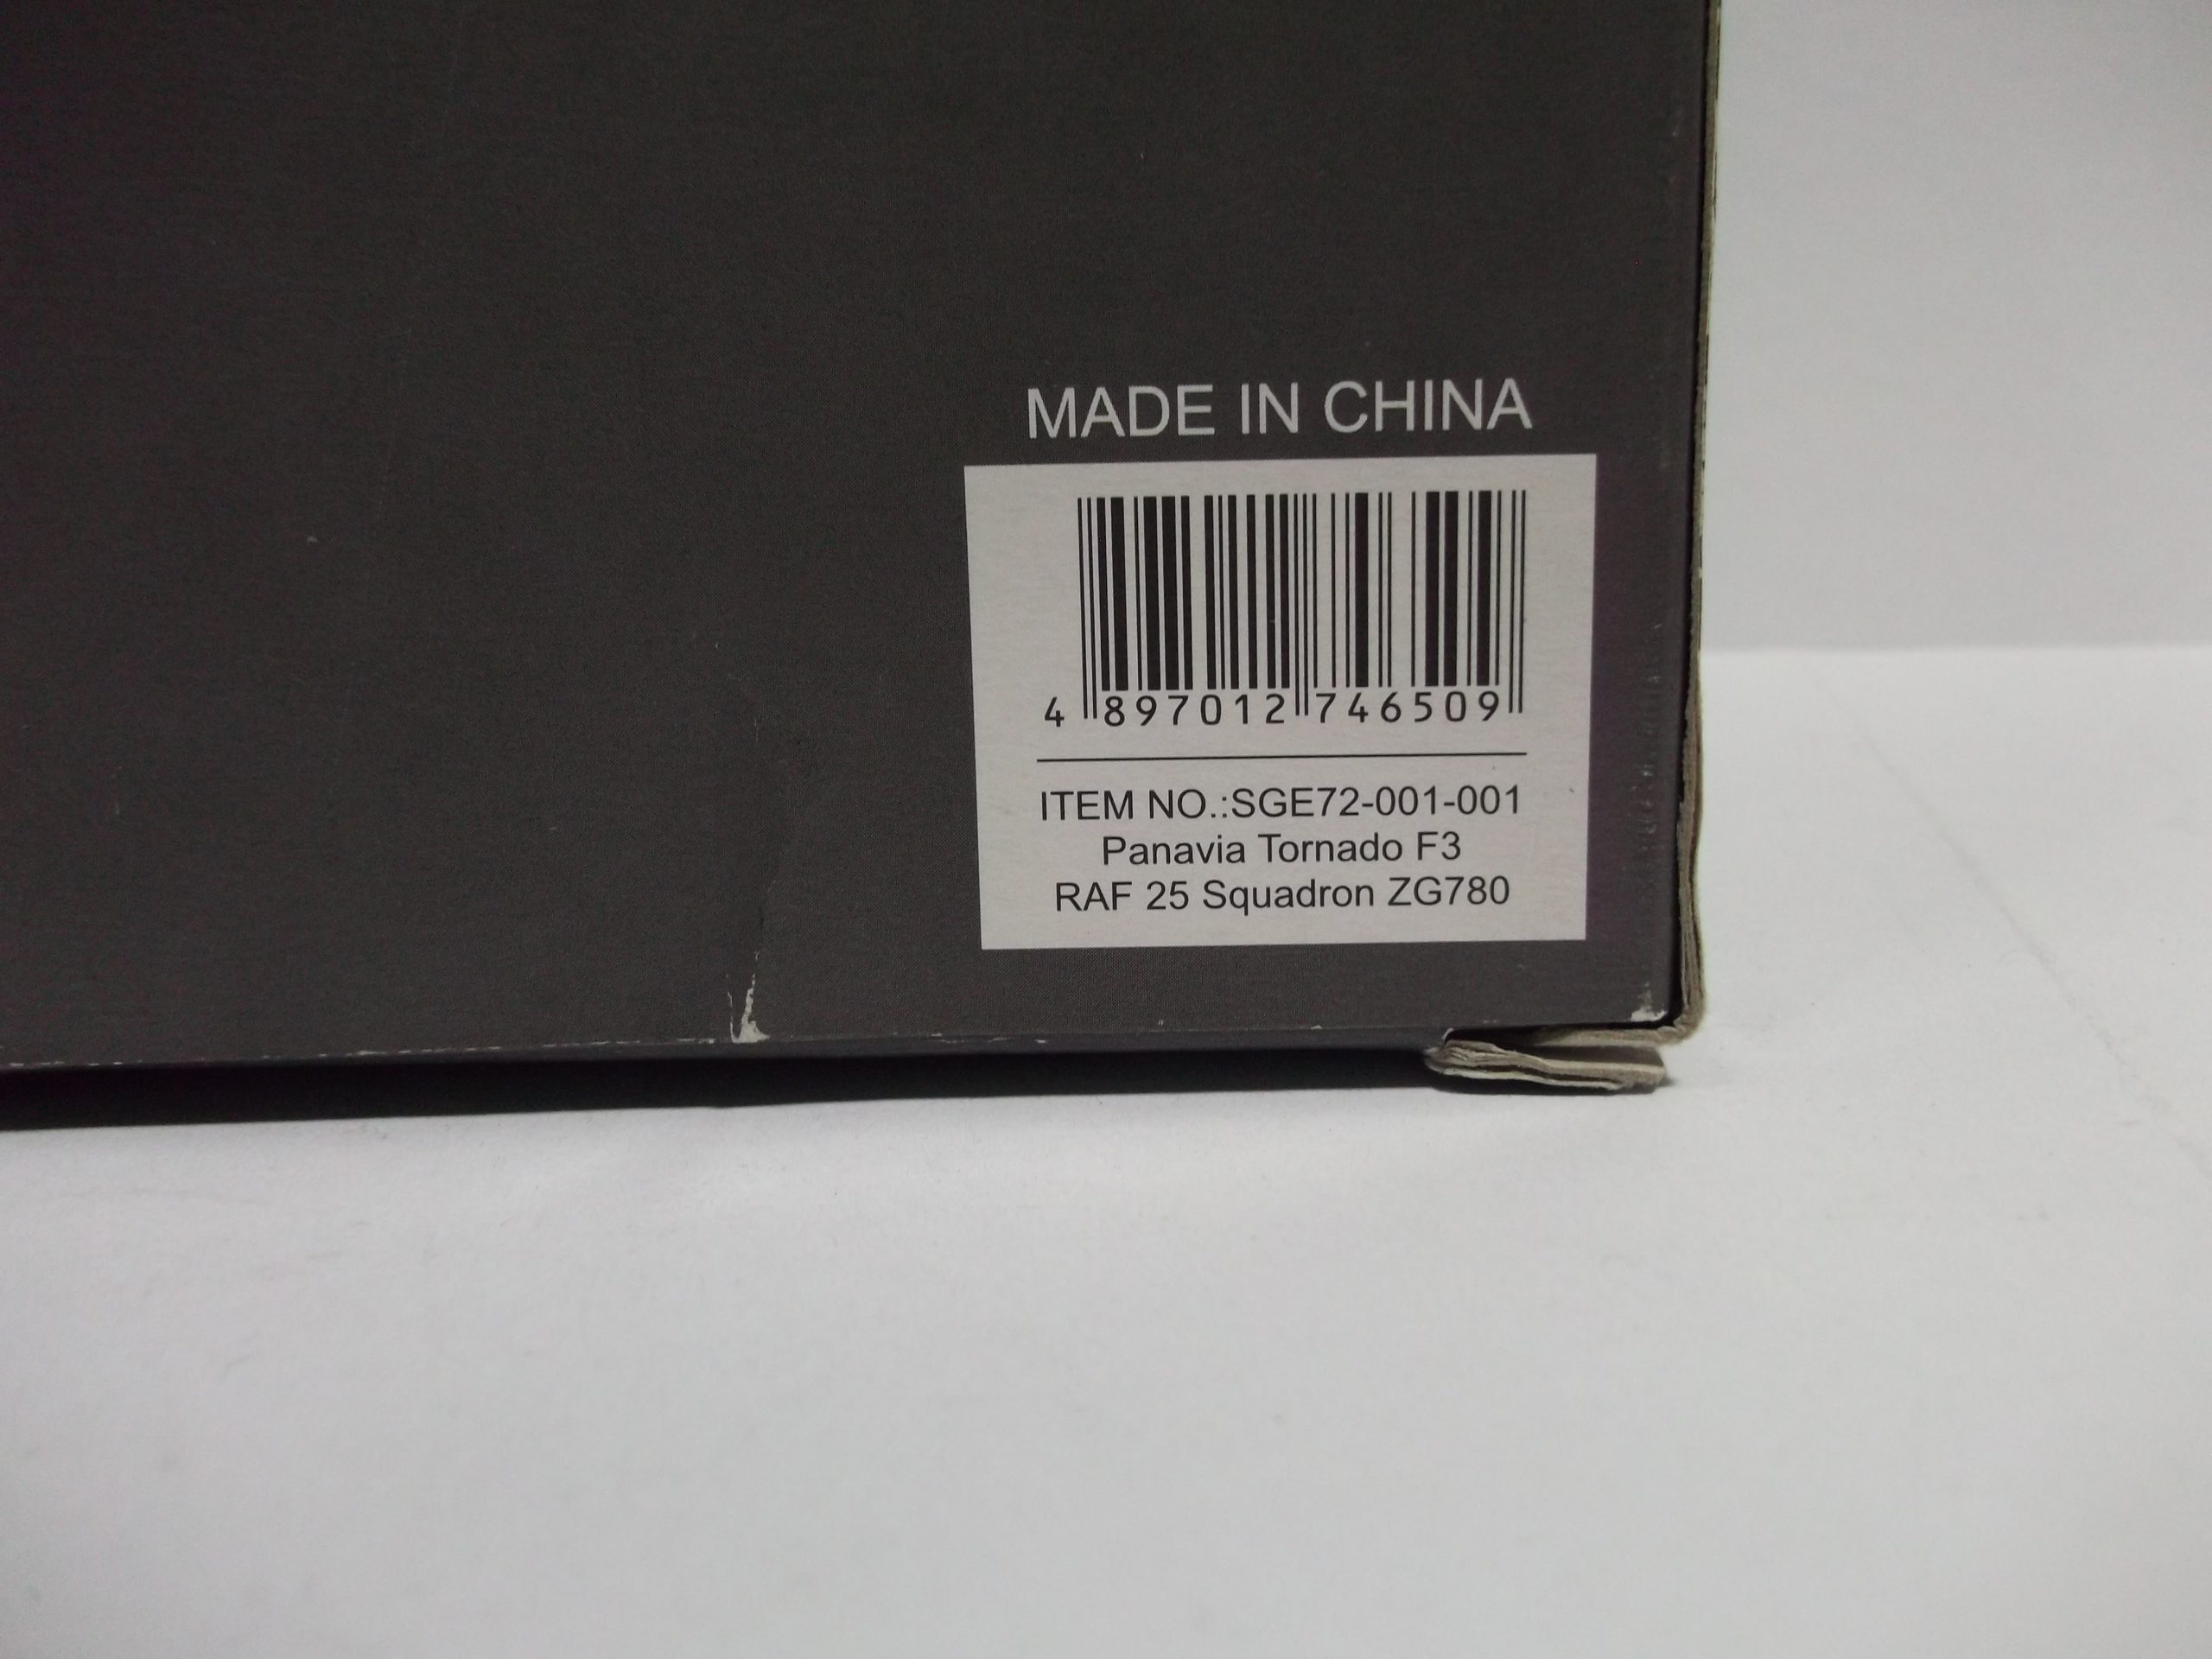 MADE IN CHINA
4 897012 746509
ITEM NO.:SGE72-001-001
Panavia Tornado F3
RAF 25 Squadron ZG780